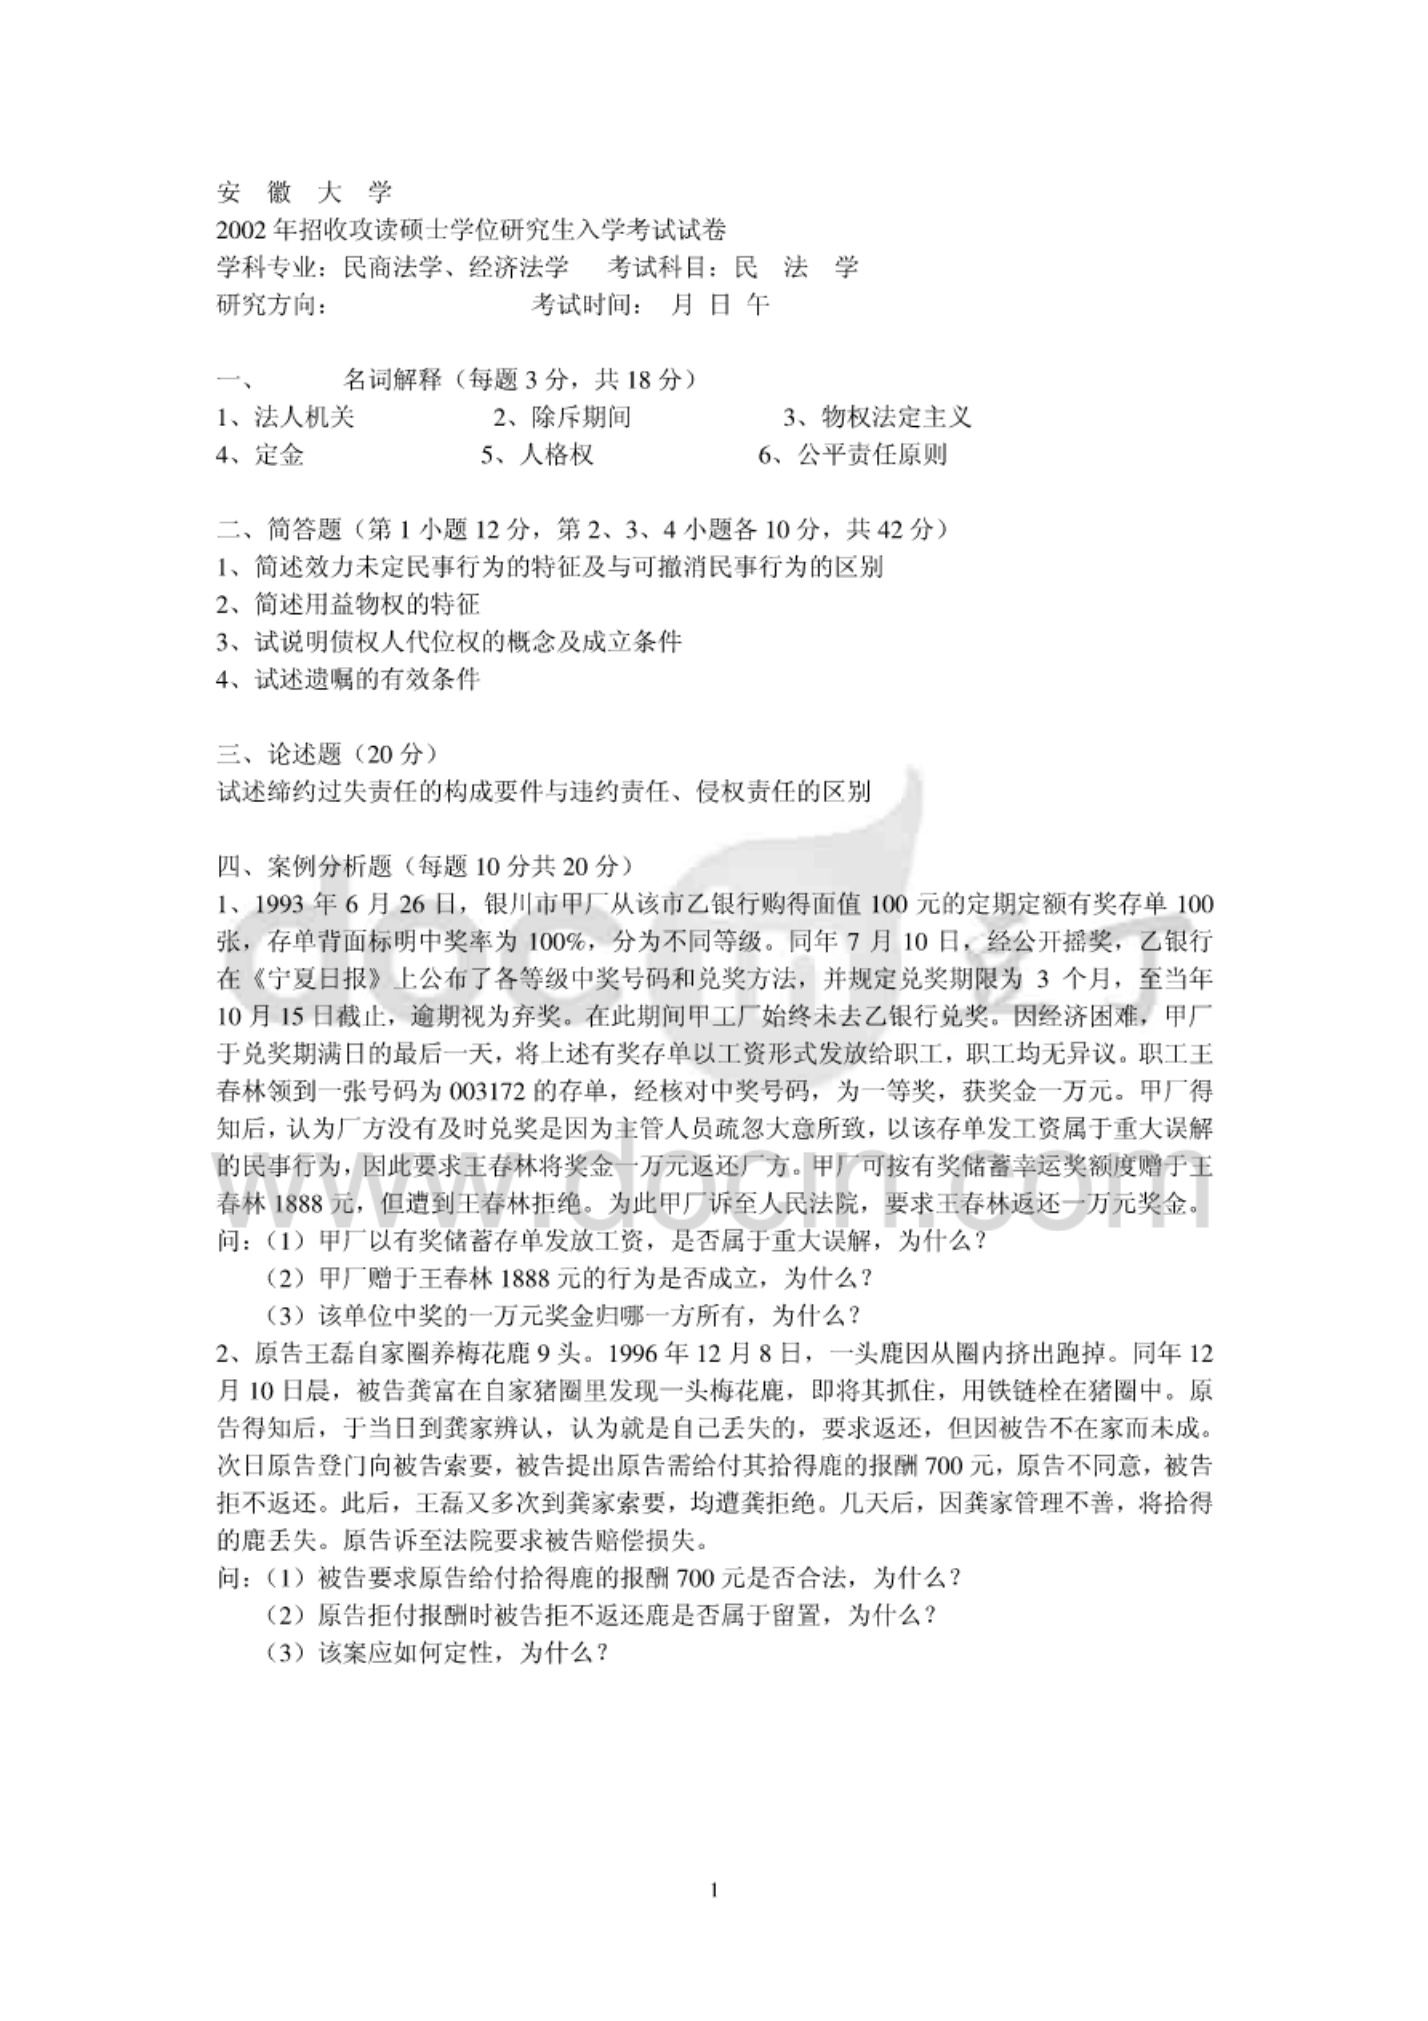 安 徽 大 学
2002 年招收攻读硕士学位研究生入学考试试卷
学科专业：民商法学、经济法学 考试科目：民 法 学
研究方向： 考试时间： 月 日 午
一、 名词解释（每题 3 分，共 18 分）
1、法人机关 2、除斥期间 3、物权法定主义
4、定金 5、人格权 6、公平责任原则
二、简答题（第 1 小题 12 分，第 2、3、4 小题各 10 分，共 42 分）
1、简述效力未定民事行为的特征及与可撤消民事行为的区别
2、简述用益物权的特征
3、试说明债权人代位权的概念及成立条件
4、试述遗嘱的有效条件
三、论述题（20 分）
试述缔约过失责任的构成要件与违约责任、侵权责任的区别
四、案例分析题（每题 10 分共 20 分）
1、1993 年 6 月 26 日，银川市甲厂从该市乙银行购得面值 100 元的定期定额有奖存单 100
张，存单背面标明中奖率为 100%，分为不同等级。同年 7 月 10 日，经公开摇奖，乙银行
在《宁夏日报》上公布了各等级中奖号码和兑奖方法，并规定兑奖期限为 3 个月，至当年
10 月 15 日截止，逾期视为弃奖。在此期间甲工厂始终未去乙银行兑奖。因经济困难，甲厂
于兑奖期满日的最后一天，将上述有奖存单以工资形式发放给职工，职工均无异议。职工王
春林领到一张号码为 003172 的存单，经核对中奖号码，为一等奖，获奖金一万元。甲厂得
知后，认为厂方没有及时兑奖是因为主管人员疏忽大意所致，以该存单发工资属于重大误解
的民事行为，因此要求王春林将奖金一万元返还厂方。甲厂可按有奖储蓄幸运奖额度赠于王
春林 1888 元，但遭到王春林拒绝。为此甲厂诉至人民法院，要求王春林返还一万元奖金。
问：（1）甲厂以有奖储蓄存单发放工资，是否属于重大误解，为什么？
（2）甲厂赠于王春林 1888 元的行为是否成立，为什么？
（3）该单位中奖的一万元奖金归哪一方所有，为什么？
2、原告王磊自家圈养梅花鹿 9 头。1996 年 12 月 8 日，一头鹿因从圈内挤出跑掉。同年 12
月 10 日晨，被告龚富在自家猪圈里发现一头梅花鹿，即将其抓住，用铁链栓在猪圈中。原
告得知后，于当日到龚家辨认，认为就是自己丢失的，要求返还，但因被告不在家而未成。
次日原告登门向被告索要，被告提出原告需给付其拾得鹿的报酬 700 元，原告不同意，被告
拒不返还。此后，王磊又多次到龚家索要，均遭龚拒绝。几天后，因龚家管理不善，将拾得
的鹿丢失。原告诉至法院要求被告赔偿损失。
问：（1）被告要求原告给付拾得鹿的报酬 700 元是否合法，为什么？
（2）原告拒付报酬时被告拒不返还鹿是否属于留置，为什么？
（3）该案应如何定性，为什么？
docin 豆丁
www.docin.com
1